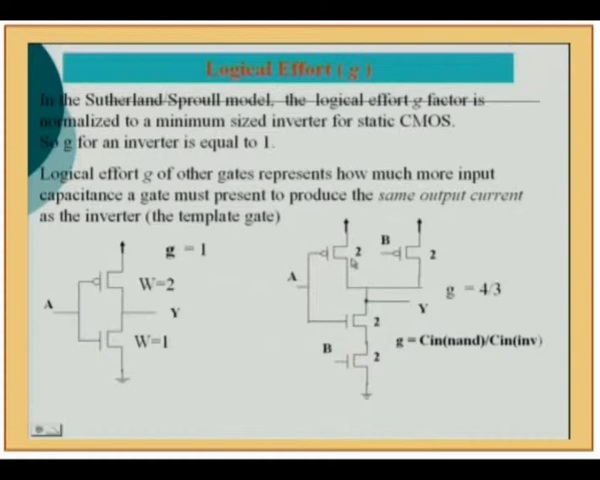 Logical Effort ( g )
In the Sutherland/Sproull model, the logical effort g factor is
normalized to a minimum sized inverter for static CMOS.
So g for an inverter is equal to 1.
Logical effort g of other gates represents how much more input
capacitance a gate must present to produce the same output current
as the inverter (the template gate)
g = 1
W=2
A
Y
W=1
B
2
2
A
g = 4/3
Y
2
g = Cin(nand)/Cin(inv)
B
2